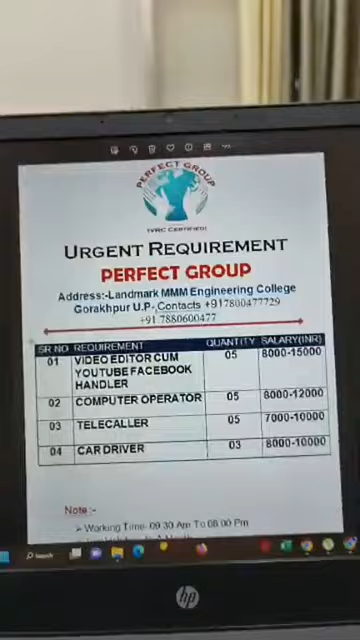 PERFECT GROUP
IVRC CERTIFIED
URGENT REQUIREMENT
PERFECT GROUP
Address:-Landmark MMM Engineering College
Gorakhpur U.P-,Contacts +917800477729
+91 7880600477
SR NO REQUIREMENT QUANTITY SALARY(INR)
01 VIDEO EDITOR CUM YOUTUBE FACEBOOK HANDLER 05 8000-15000
02 COMPUTER OPERATOR 05 8000-12000
03 TELECALLER 05 7000-10000
04 CAR DRIVER 03 8000-10000
Note :-
➢ Working Time- 09:30 Am To 06:00 Pm
Search
hp